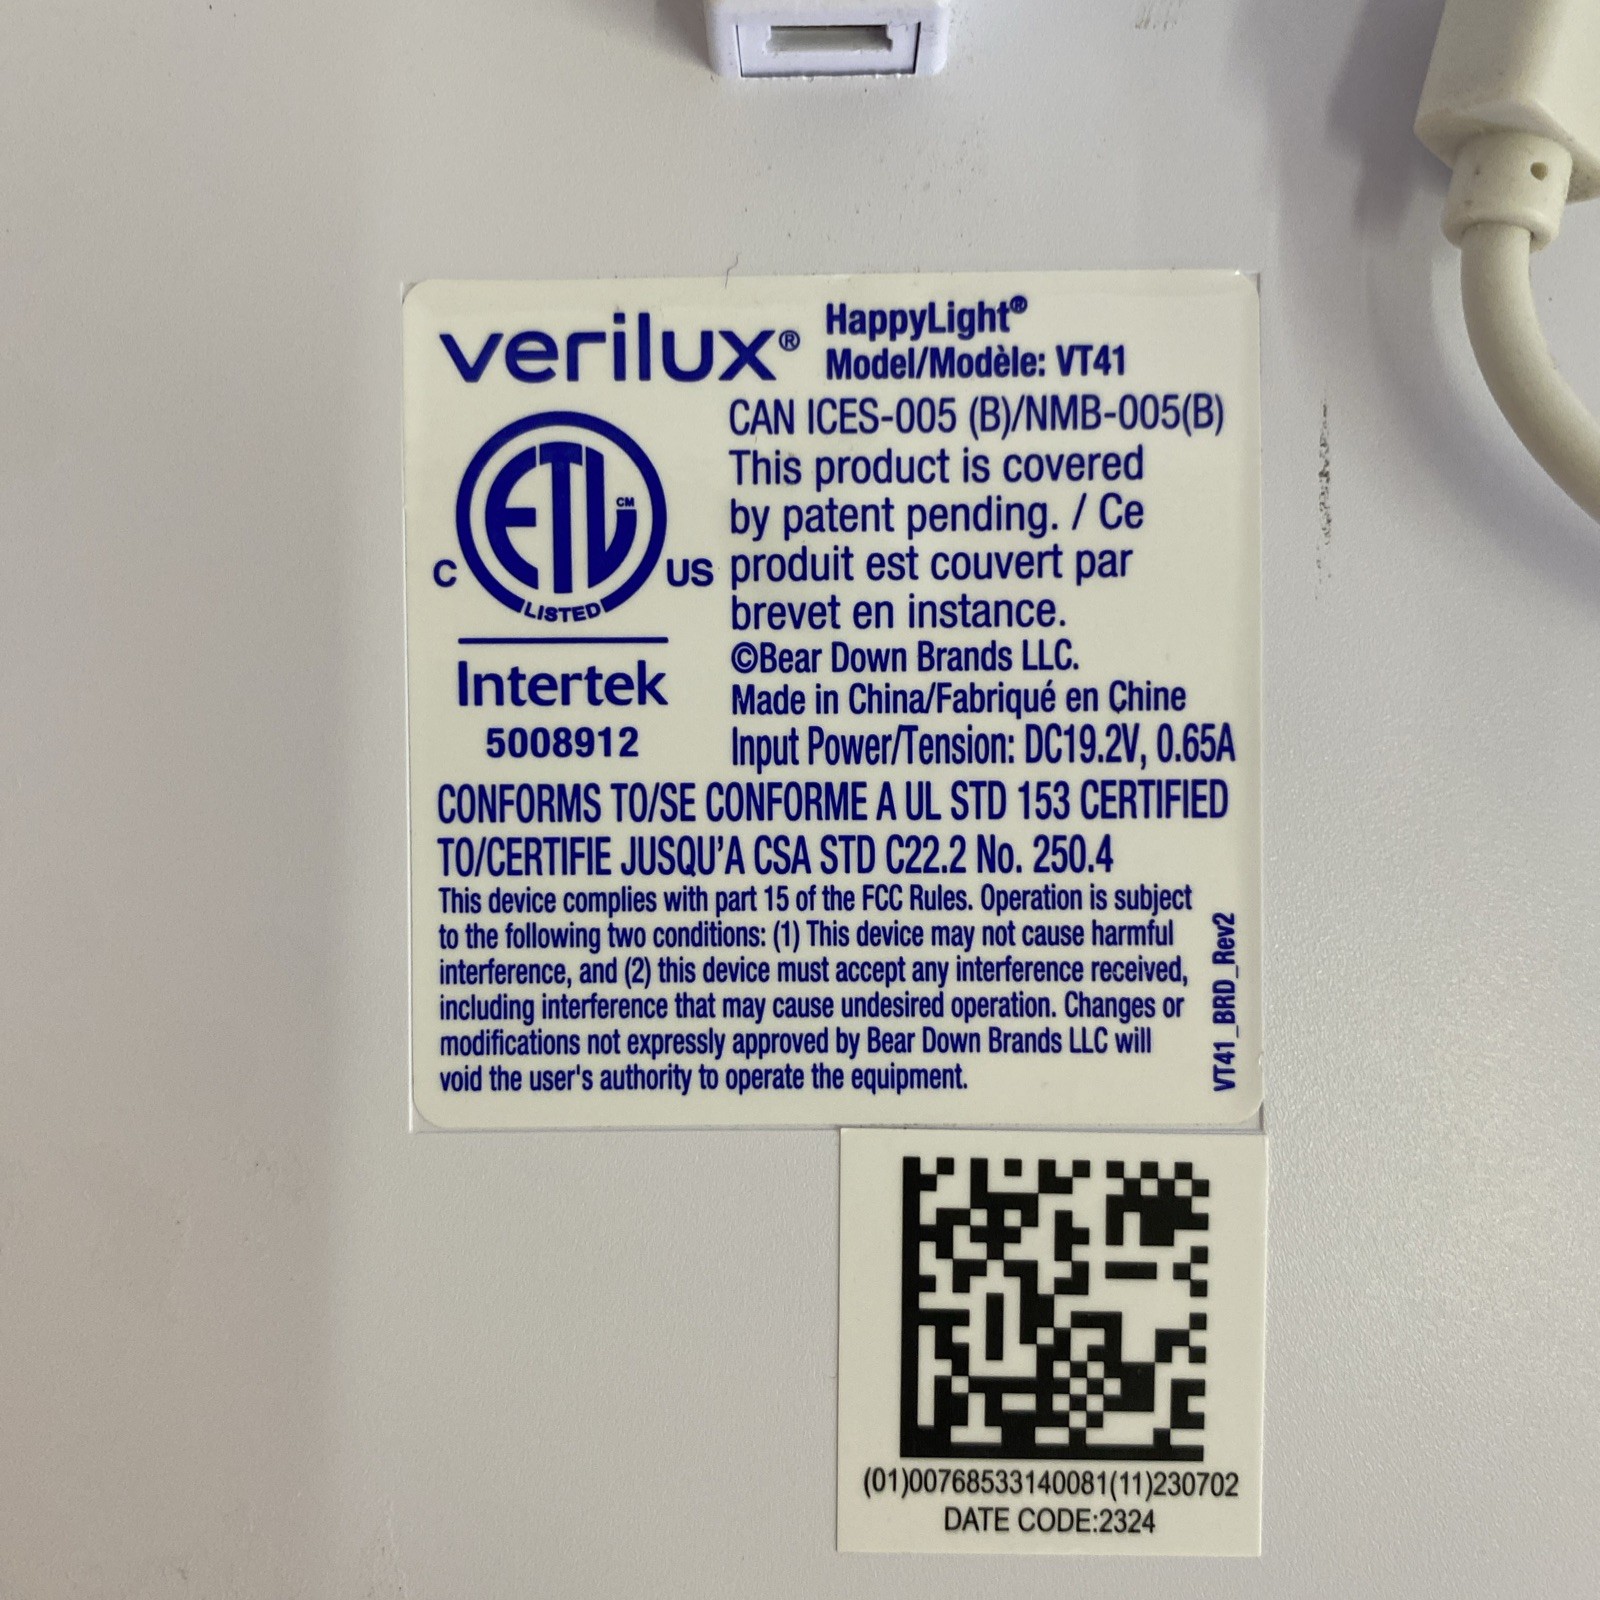 verilux®
HappyLight®
Model/Modèle: VT41
CAN ICES-005 (B)/NMB-005(B)
This product is covered
by patent pending. / Ce
produit est couvert par
brevet en instance.
©Bear Down Brands LLC.
Made in China/Fabriqué en Chine
Input Power/Tension: DC19.2V, 0.65A
ETL CM
C US
LISTED
Intertek
5008912
CONFORMS TO/SE CONFORME A UL STD 153 CERTIFIED
TO/CERTIFIE JUSQU'A CSA STD C22.2 No. 250.4
This device complies with part 15 of the FCC Rules. Operation is subject
to the following two conditions: (1) This device may not cause harmful
interference, and (2) this device must accept any interference received,
including interference that may cause undesired operation. Changes or
modifications not expressly approved by Bear Down Brands LLC will
void the user's authority to operate the equipment.
VT41_BRD_Rev2
(01)00768533140081(11)230702
DATE CODE:2324